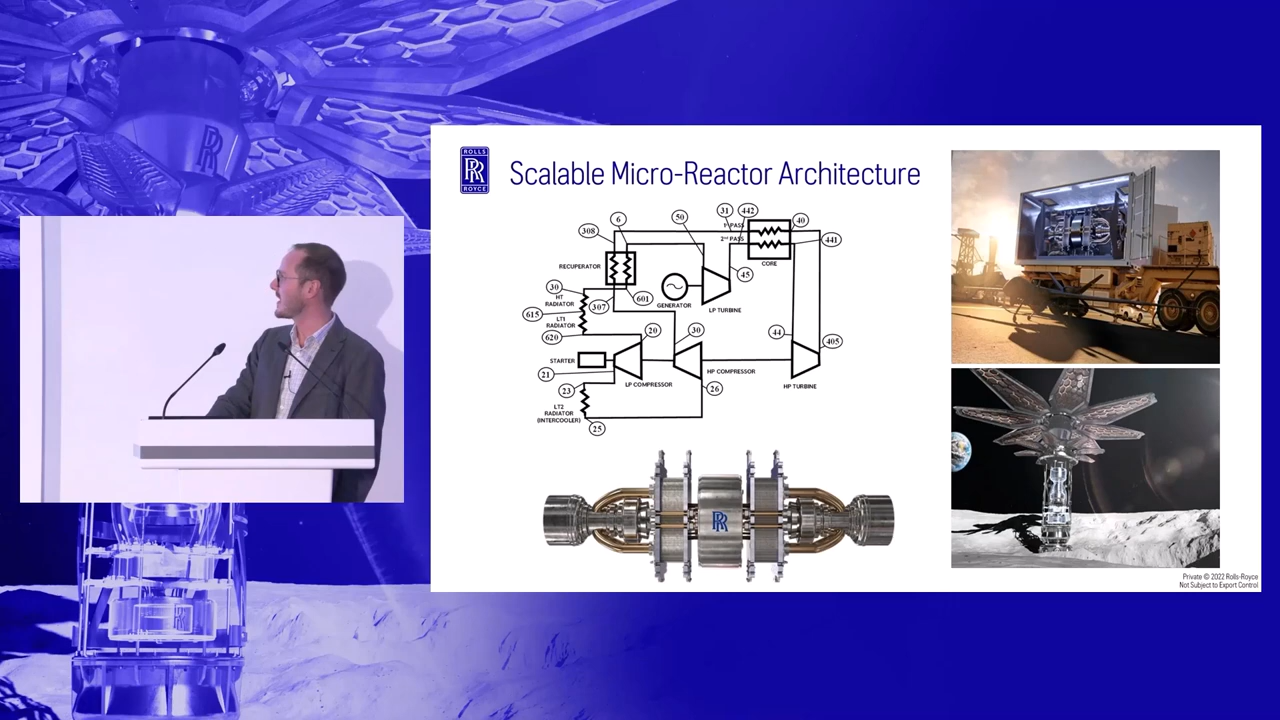 ROLLS
RR
ROYCE
Scalable Micro-Reactor Architecture
6
50
31
442
40
308
1st PASS
2nd PASS
441
RECUPERATOR
CORE
45
30
HT
RADIATOR
307
601
GENERATOR
LP TURBINE
615
LT1
RADIATOR
620
20
30
44
405
STARTER
21
LP COMPRESSOR
HP COMPRESSOR
HP TURBINE
23
26
LT2
RADIATOR
(INTERCOOLER)
25
RR
RR
Private © 2022 Rolls-Royce
Not Subject to Export Control